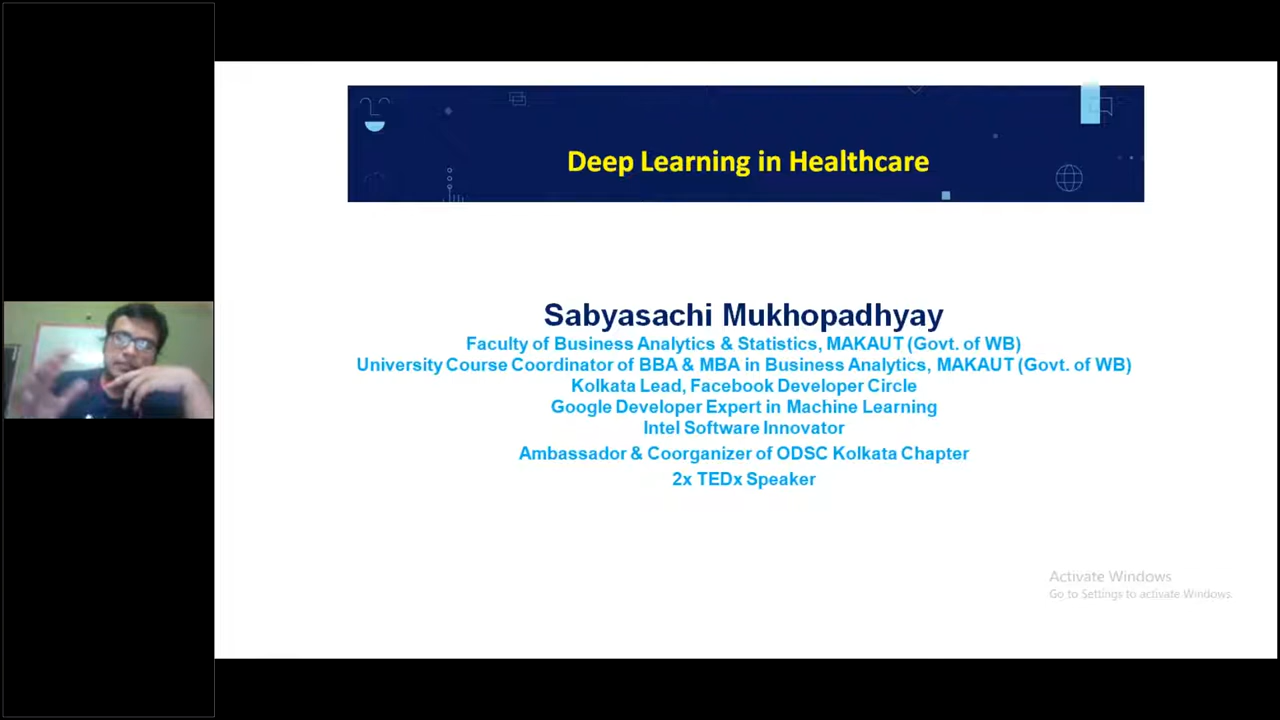 Deep Learning in Healthcare
Sabyasachi Mukhopadhyay
Faculty of Business Analytics & Statistics, MAKAUT (Govt. of WB)
University Course Coordinator of BBA & MBA in Business Analytics, MAKAUT (Govt. of WB)
Kolkata Lead, Facebook Developer Circle
Google Developer Expert in Machine Learning
Intel Software Innovator
Ambassador & Coorganizer of ODSC Kolkata Chapter
2x TEDx Speaker
Activate Windows
Go to Settings to activate Windows.